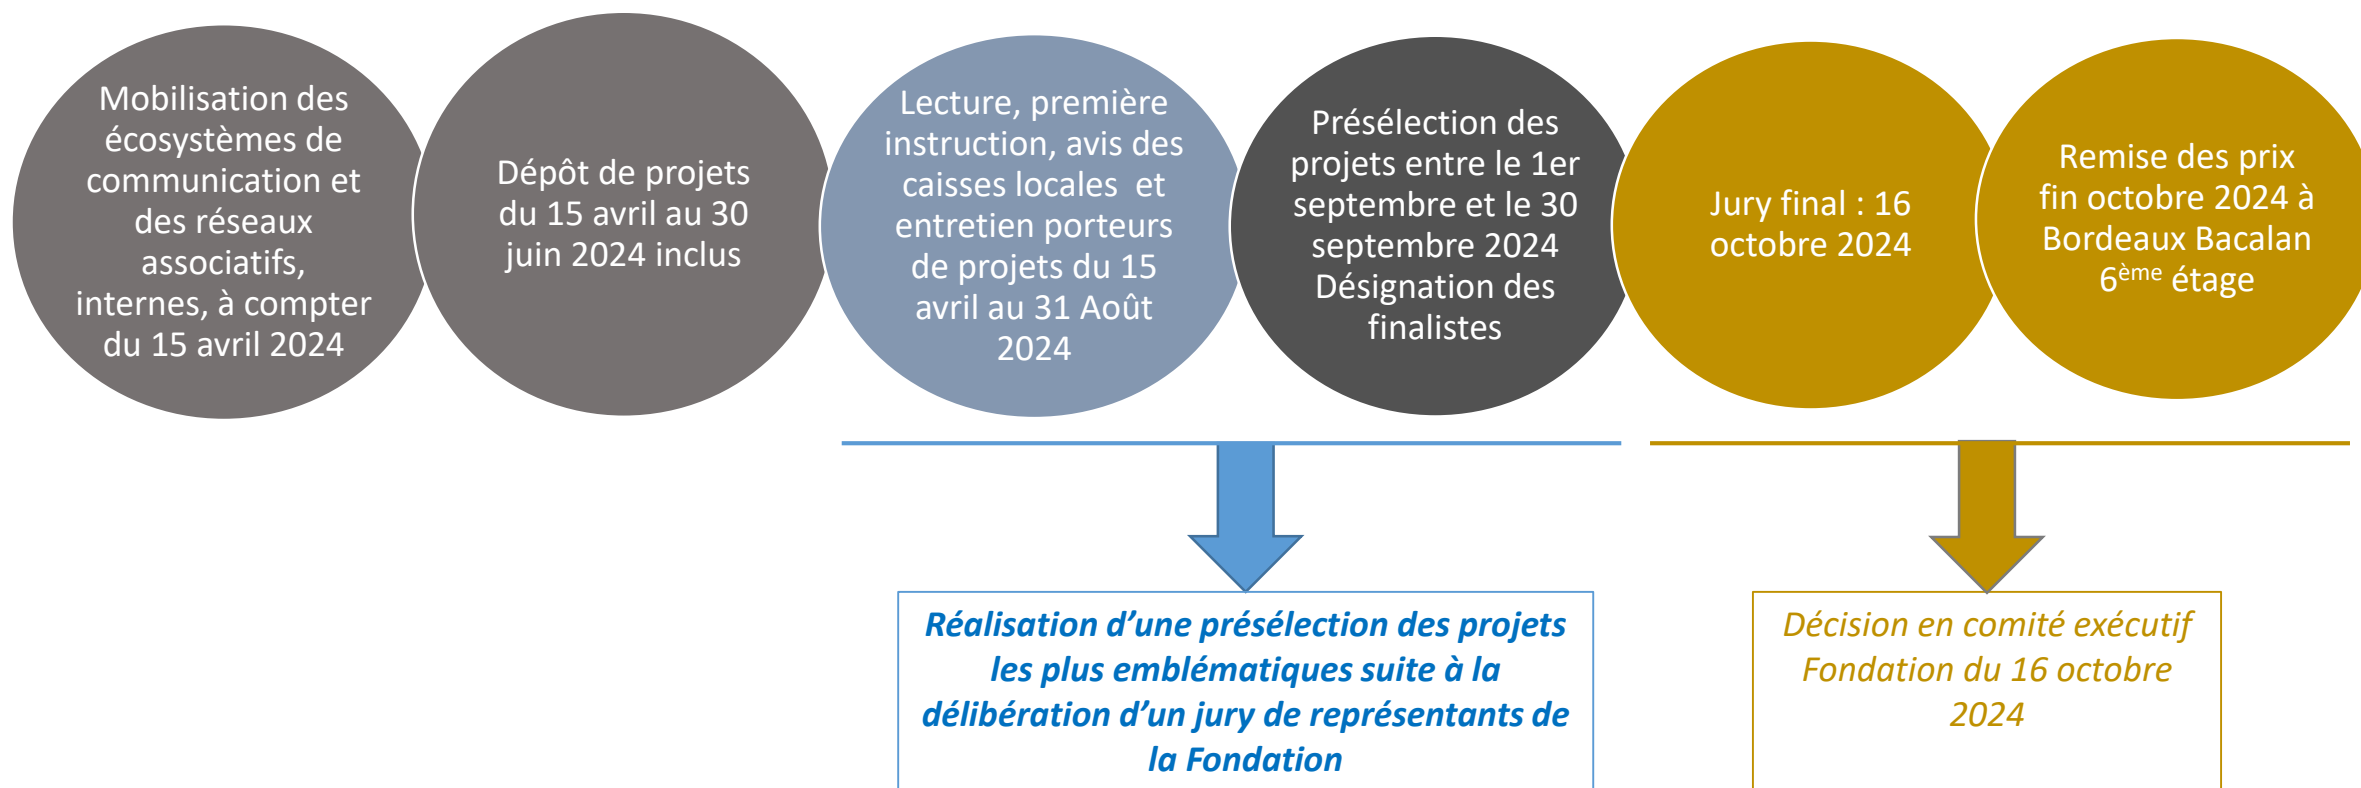 Mobilisation des
écosystèmes de
communication et
des réseaux
associatifs,
internes, à compter
du 15 avril 2024
Dépôt de projets
du 15 avril au 30
juin 2024 inclus
Lecture, première
instruction, avis des
caisses locales  et
entretien porteurs
de projets du 15
avril au 31 Août
2024
Présélection des
projets entre le 1er
septembre et le 30
septembre 2024
Désignation des
finalistes
Jury final : 16
octobre 2024
Remise des prix
fin octobre 2024 à
Bordeaux Bacalan
6ème étage
Réalisation d’une présélection des projets
les plus emblématiques suite à la
délibération d’un jury de représentants de
la Fondation
Décision en comité exécutif
Fondation du 16 octobre
2024